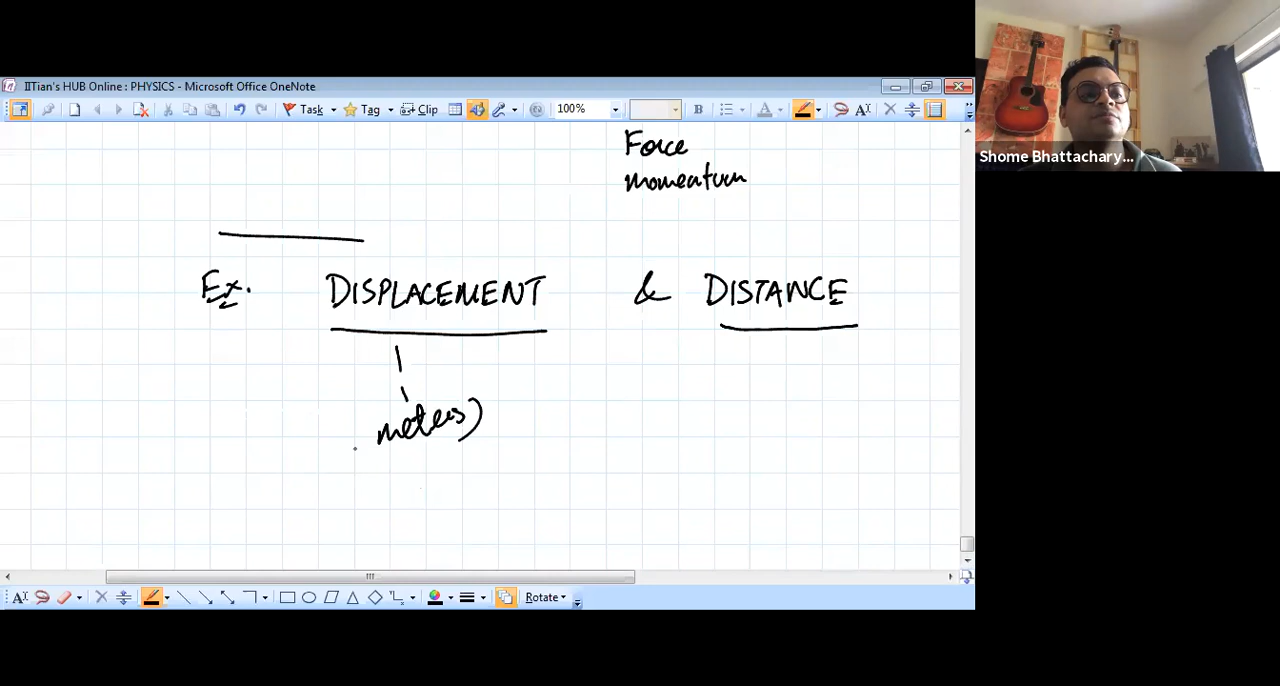 IITian's HUB Online : PHYSICS - Microsoft Office OneNote
Task Tag Clip 100% B A
Shome Bhattachary...
Force
momentum
Ex. DISPLACEMENT & DISTANCE
meters)
Rotate